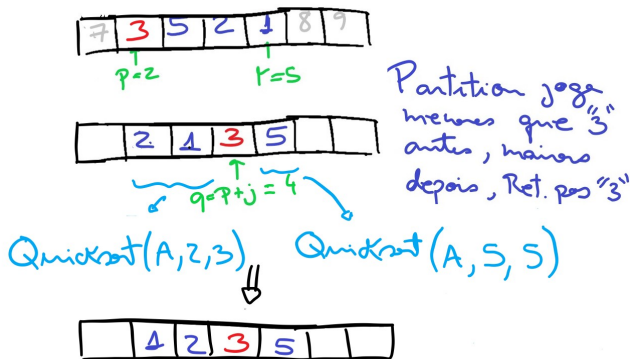 7 3 5 2 1 8 9
p=2 r=5
Partition joga
menores que "3"
antes, maiores
depois, Ret. pos "3"
2 1 3 5
q=p+j=4
Quicksort(A,2,3) Quicksort(A,5,5)
1 2 3 5